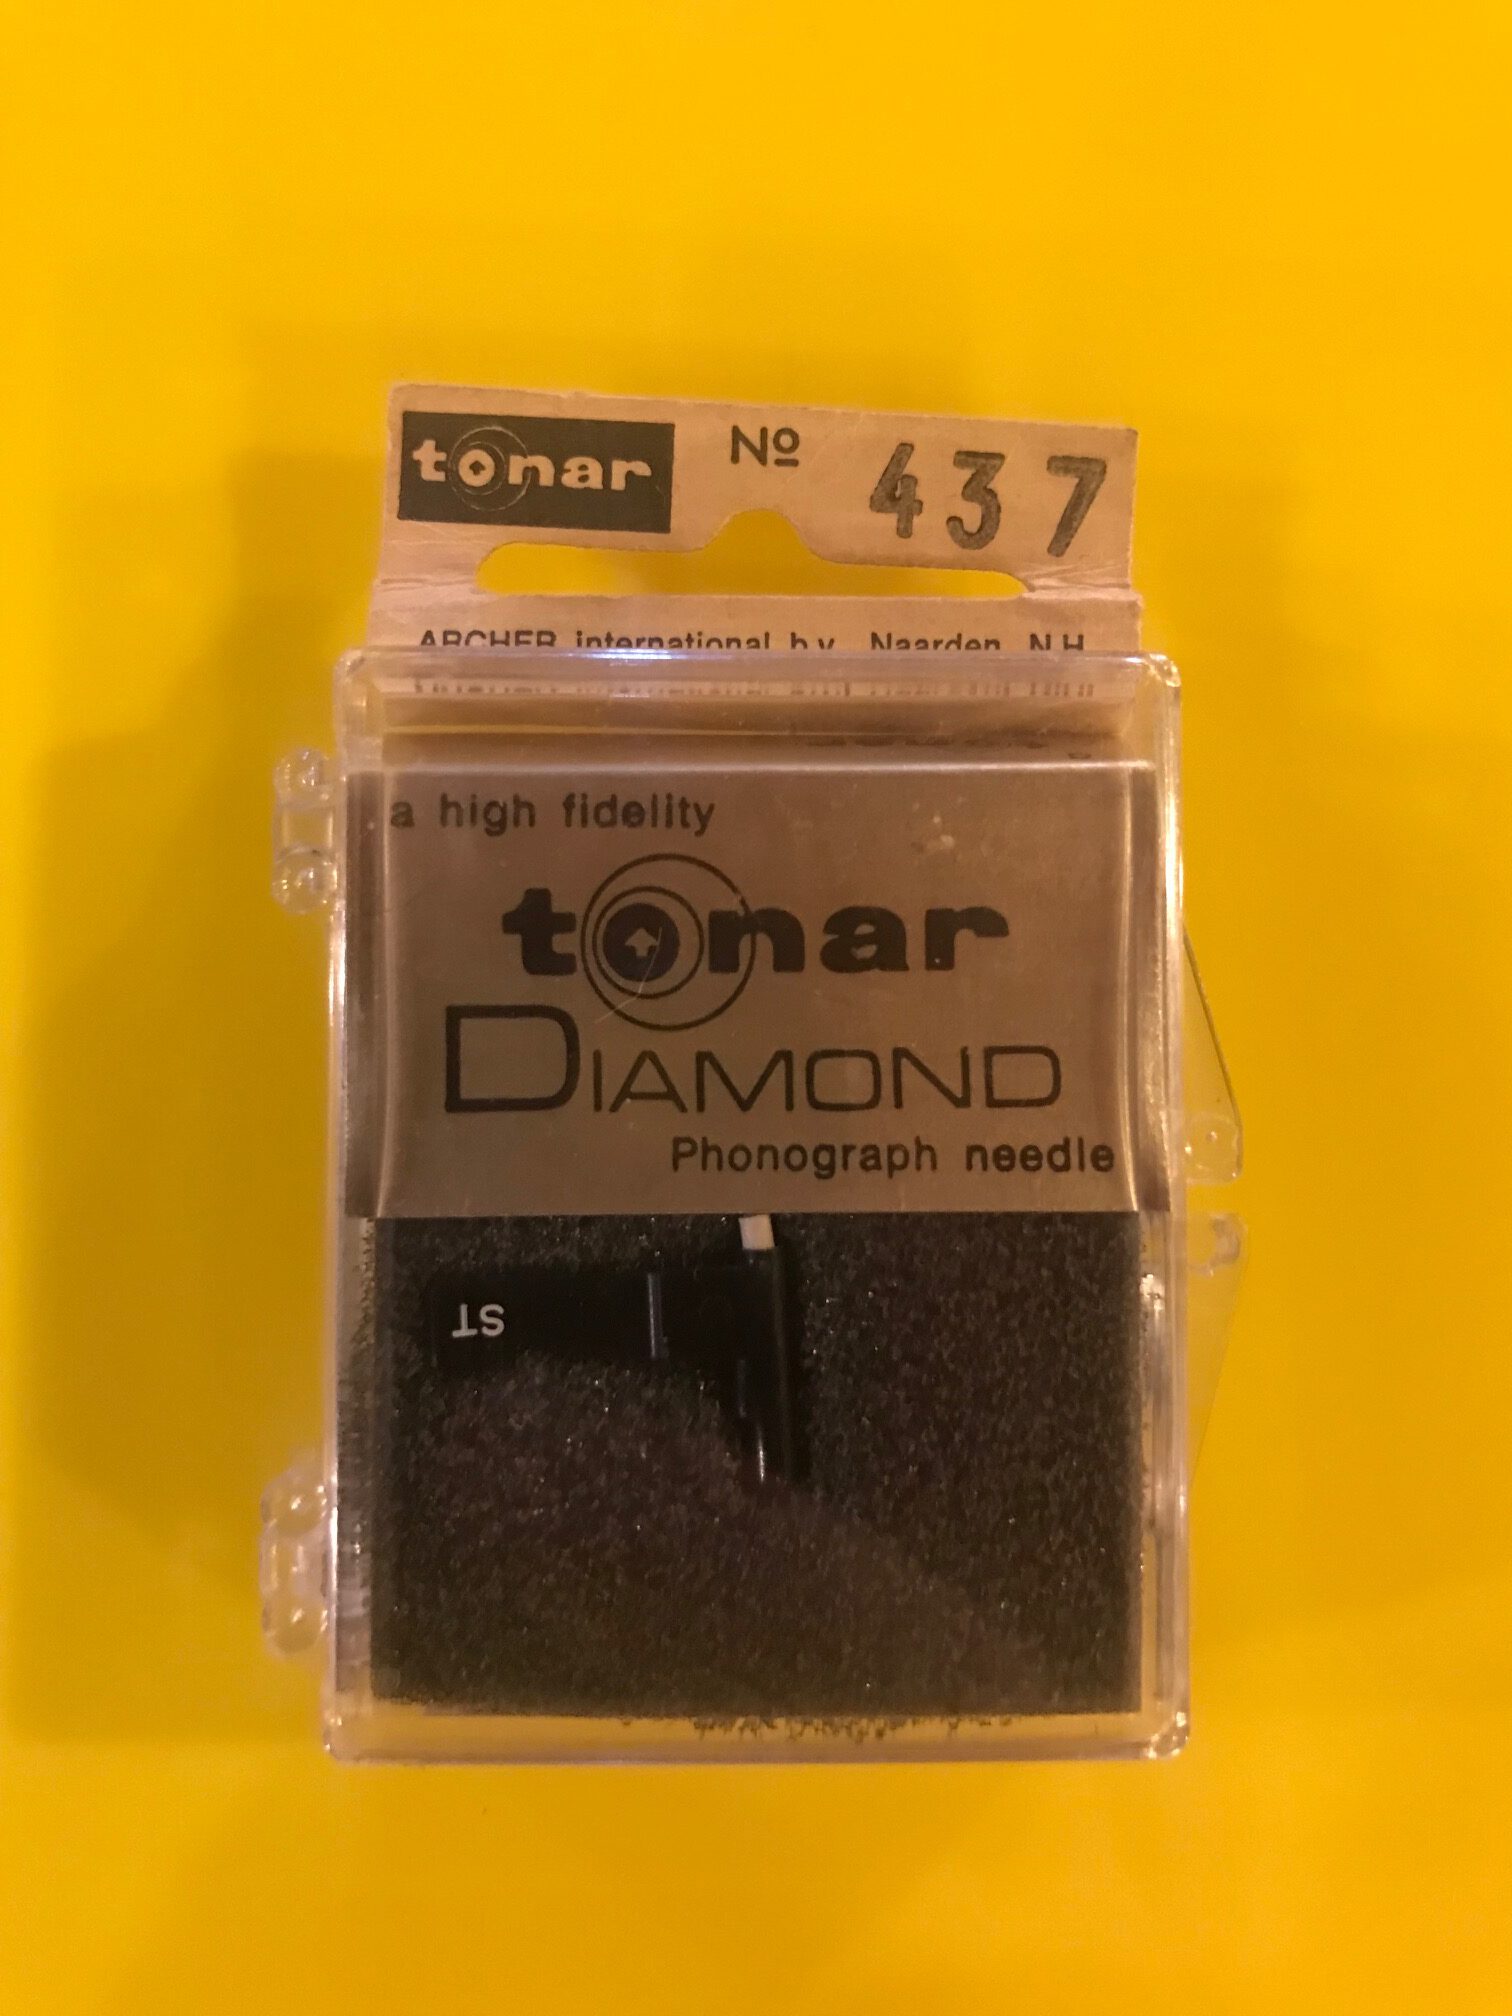 tonar Nº 437
ARCHER international b.v. Naarden, N.H.
a high fidelity
tonar
DIAMOND
Phonograph needle
ST